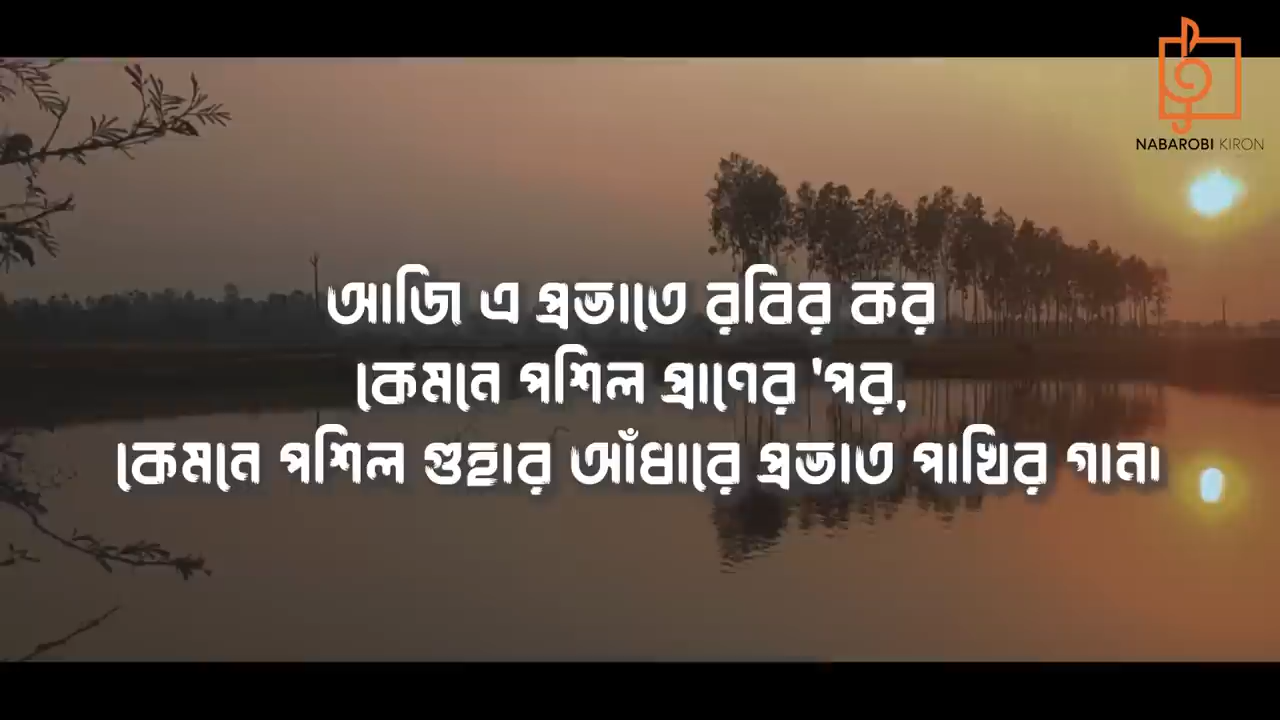 NABAROBI KIRON
আজি এ প্রভাতে রবির কর
কেমনে পশিল প্রাণের 'পর,
কেমনে পশিল গুহার আঁধারে প্রভাত পাখির গান!